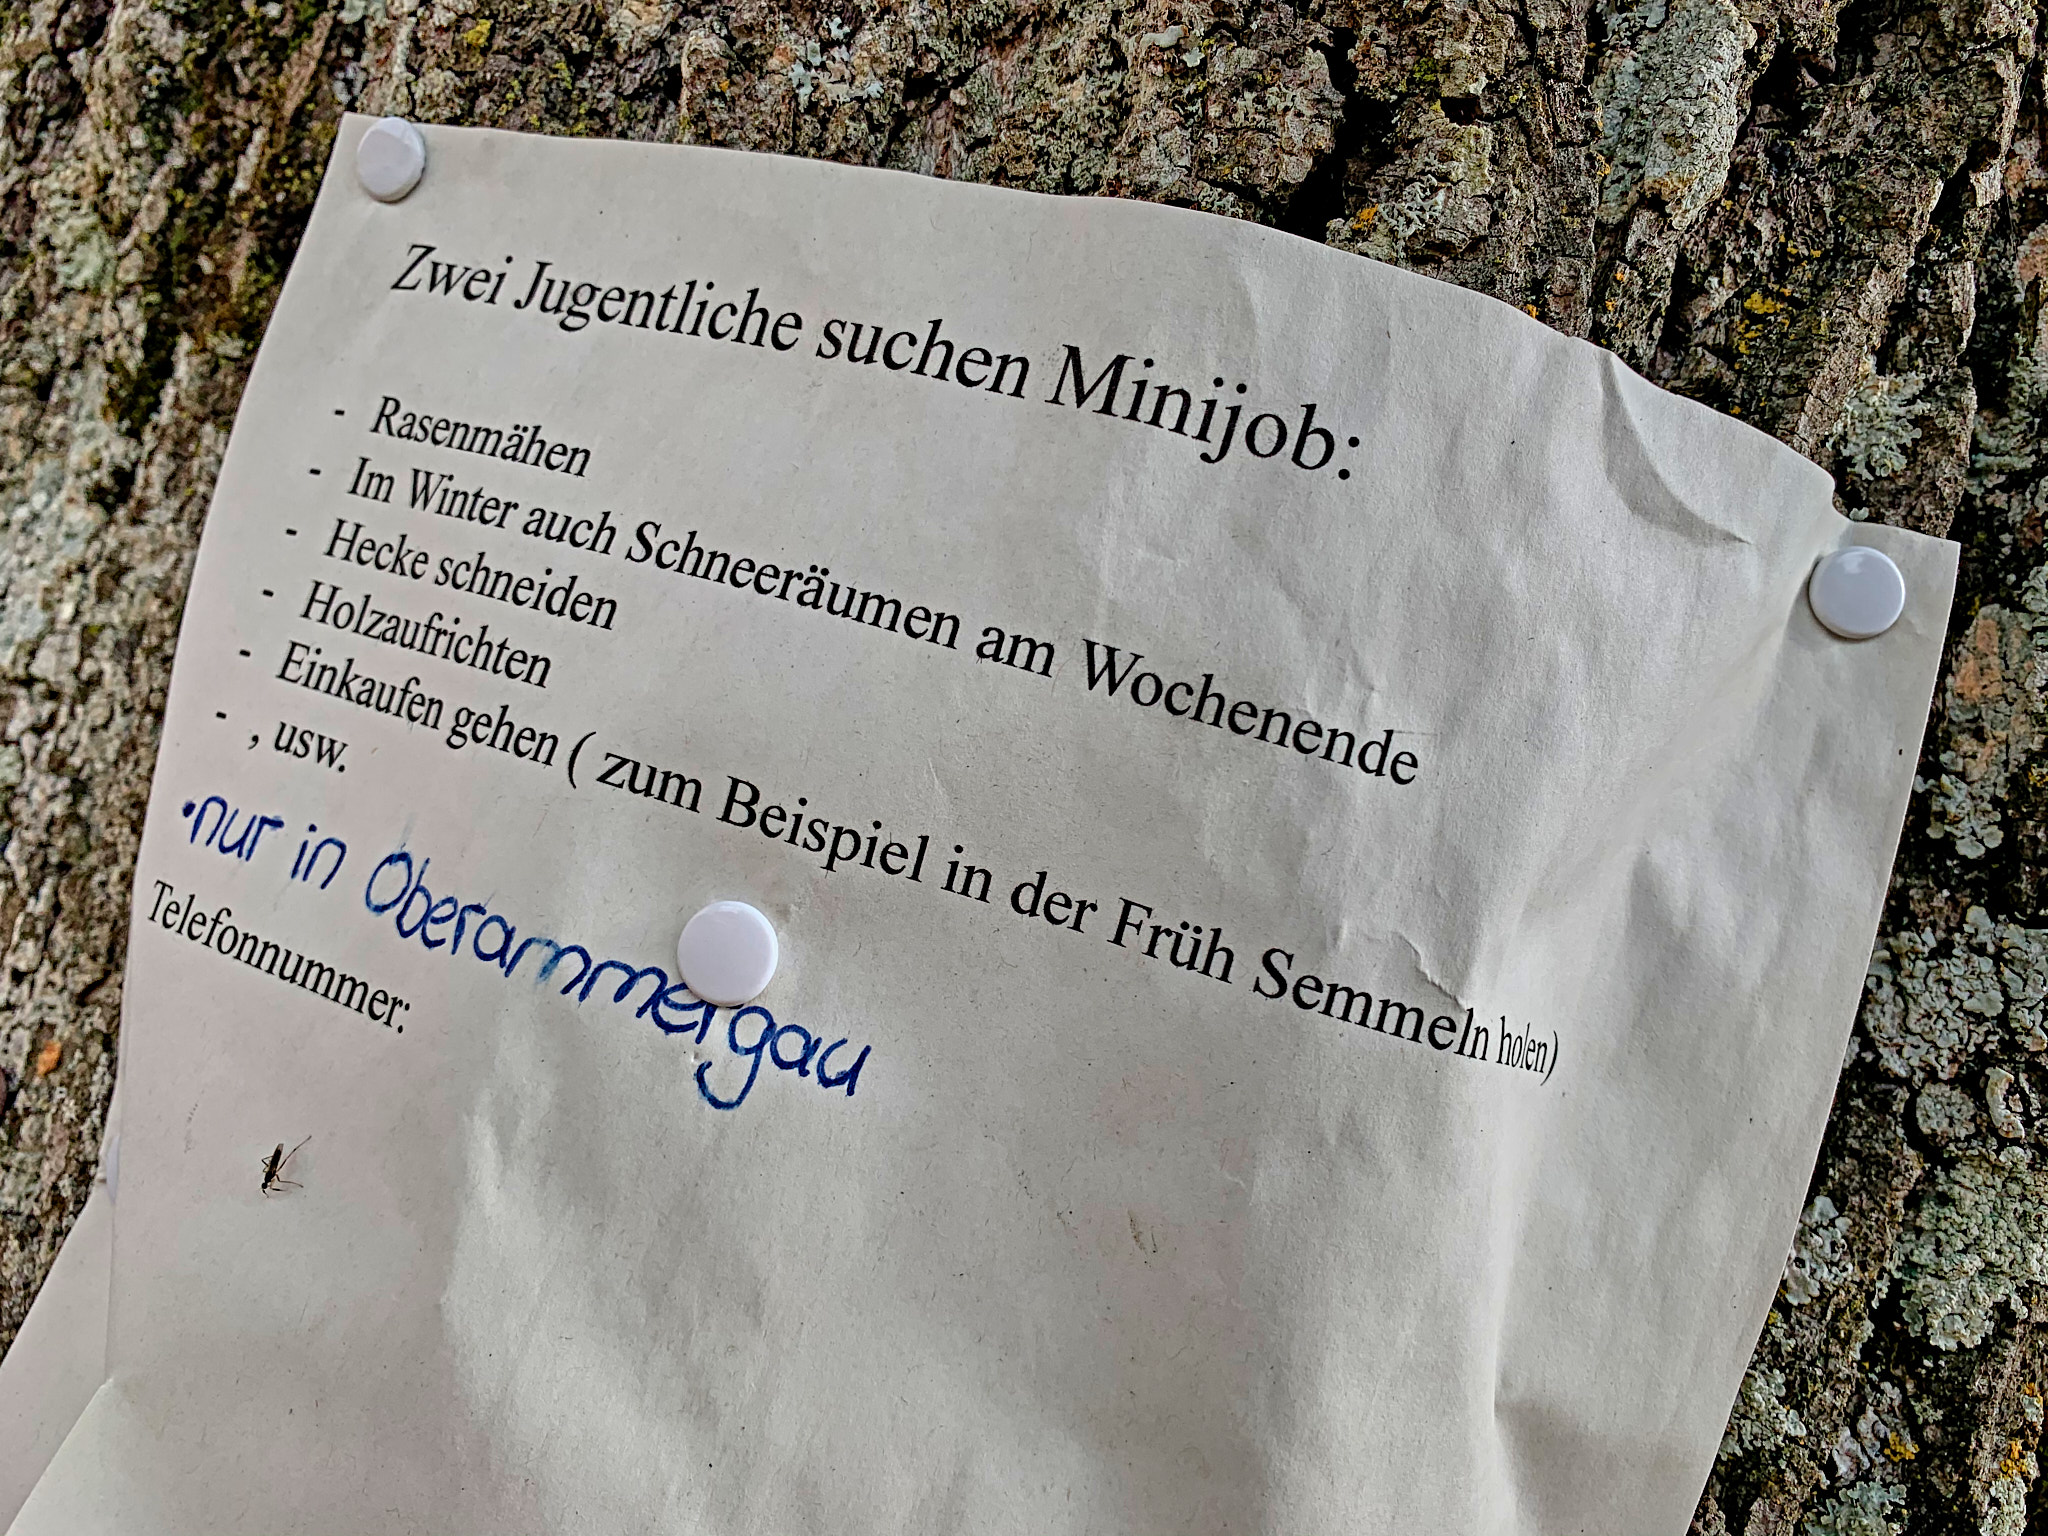 Zwei Jugentliche suchen Minijob:
- Rasenmähen
- Im Winter auch Schneeräumen am Wochenende
- Hecke schneiden
- Holzaufrichten
- Einkaufen gehen ( zum Beispiel in der Früh Semmeln holen)
- , usw.
•nur in Oberammergau
Telefonnummer: